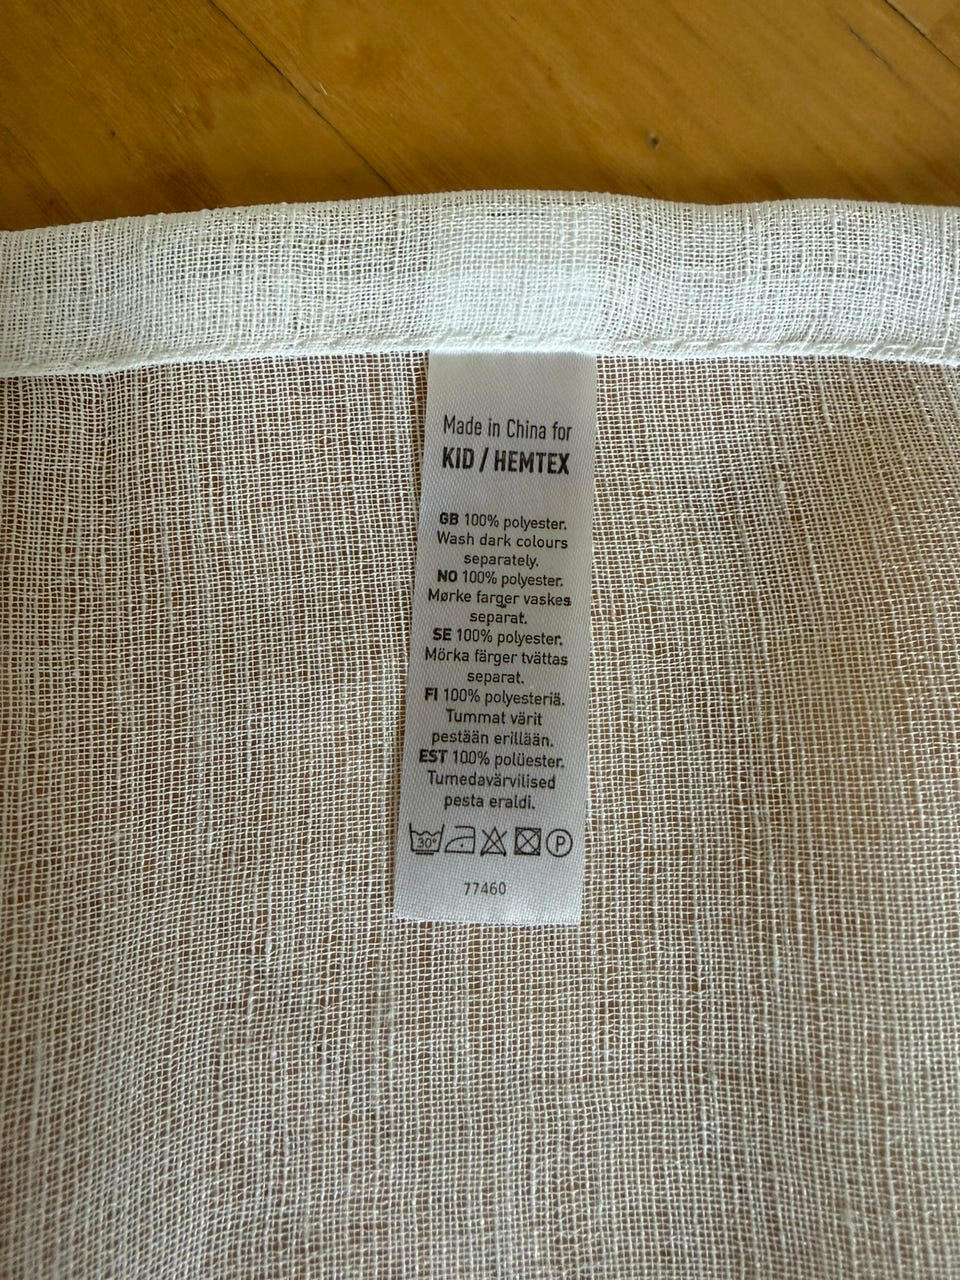 Made in China for
KID / HEMTEX
GB 100% polyester.
Wash dark colours
separately.
NO 100% polyester.
Mørke farger vaskes
separat.
SE 100% polyester.
Mörka färger tvättas
separat.
FI 100% polyesteriä.
Tummat värit
pestään erillään.
EST 100% polüester.
Tumedavärvilised
pesta eraldi.
30° P
77460